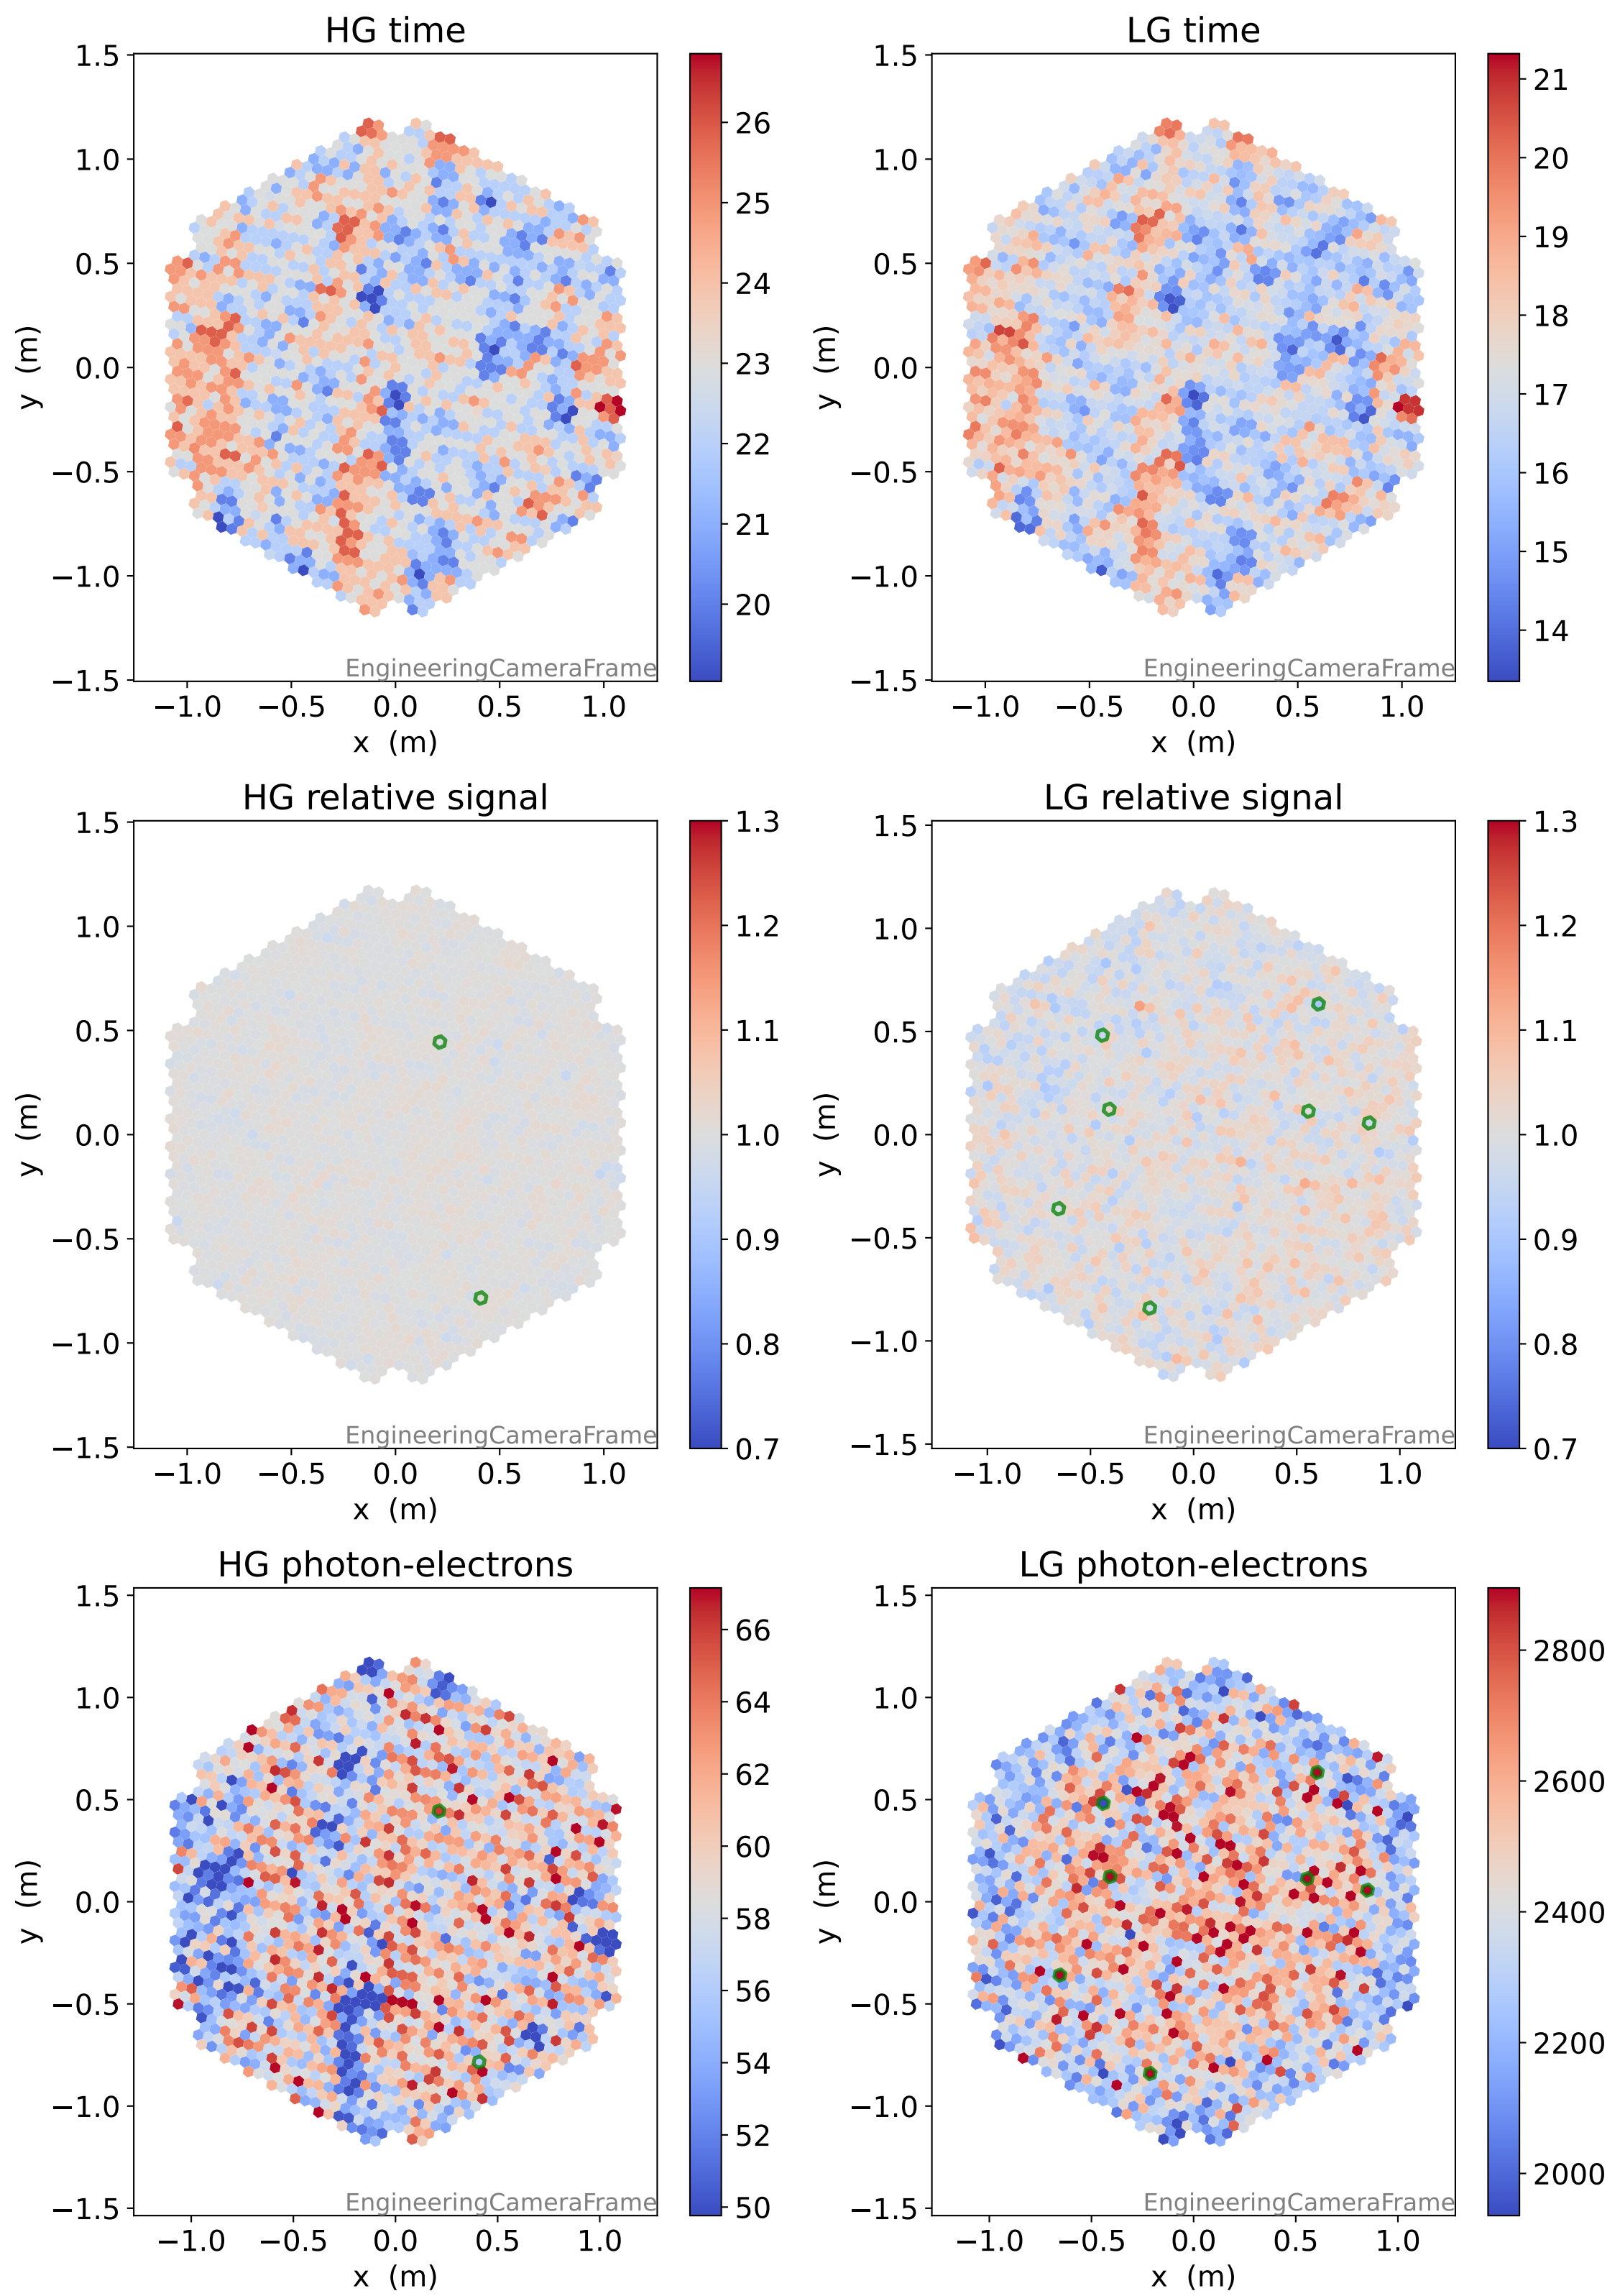 HG time
1.5
1.0
0.5
0.0
−0.5
−1.0
−1.5
y (m)
−1.0 −0.5 0.0 0.5 1.0
x (m)
EngineeringCameraFrame
26
25
24
23
22
21
20
LG time
1.5
1.0
0.5
0.0
−0.5
−1.0
−1.5
y (m)
−1.0 −0.5 0.0 0.5 1.0
x (m)
EngineeringCameraFrame
21
20
19
18
17
16
15
14
HG relative signal
1.5
1.0
0.5
0.0
−0.5
−1.0
−1.5
y (m)
−1.0 −0.5 0.0 0.5 1.0
x (m)
EngineeringCameraFrame
1.3
1.2
1.1
1.0
0.9
0.8
0.7
LG relative signal
1.5
1.0
0.5
0.0
−0.5
−1.0
−1.5
y (m)
−1.0 −0.5 0.0 0.5 1.0
x (m)
EngineeringCameraFrame
1.3
1.2
1.1
1.0
0.9
0.8
0.7
HG photon-electrons
1.5
1.0
0.5
0.0
−0.5
−1.0
−1.5
y (m)
−1.0 −0.5 0.0 0.5 1.0
x (m)
EngineeringCameraFrame
66
64
62
60
58
56
54
52
50
LG photon-electrons
1.5
1.0
0.5
0.0
−0.5
−1.0
−1.5
y (m)
−1.0 −0.5 0.0 0.5 1.0
x (m)
EngineeringCameraFrame
2800
2600
2400
2200
2000